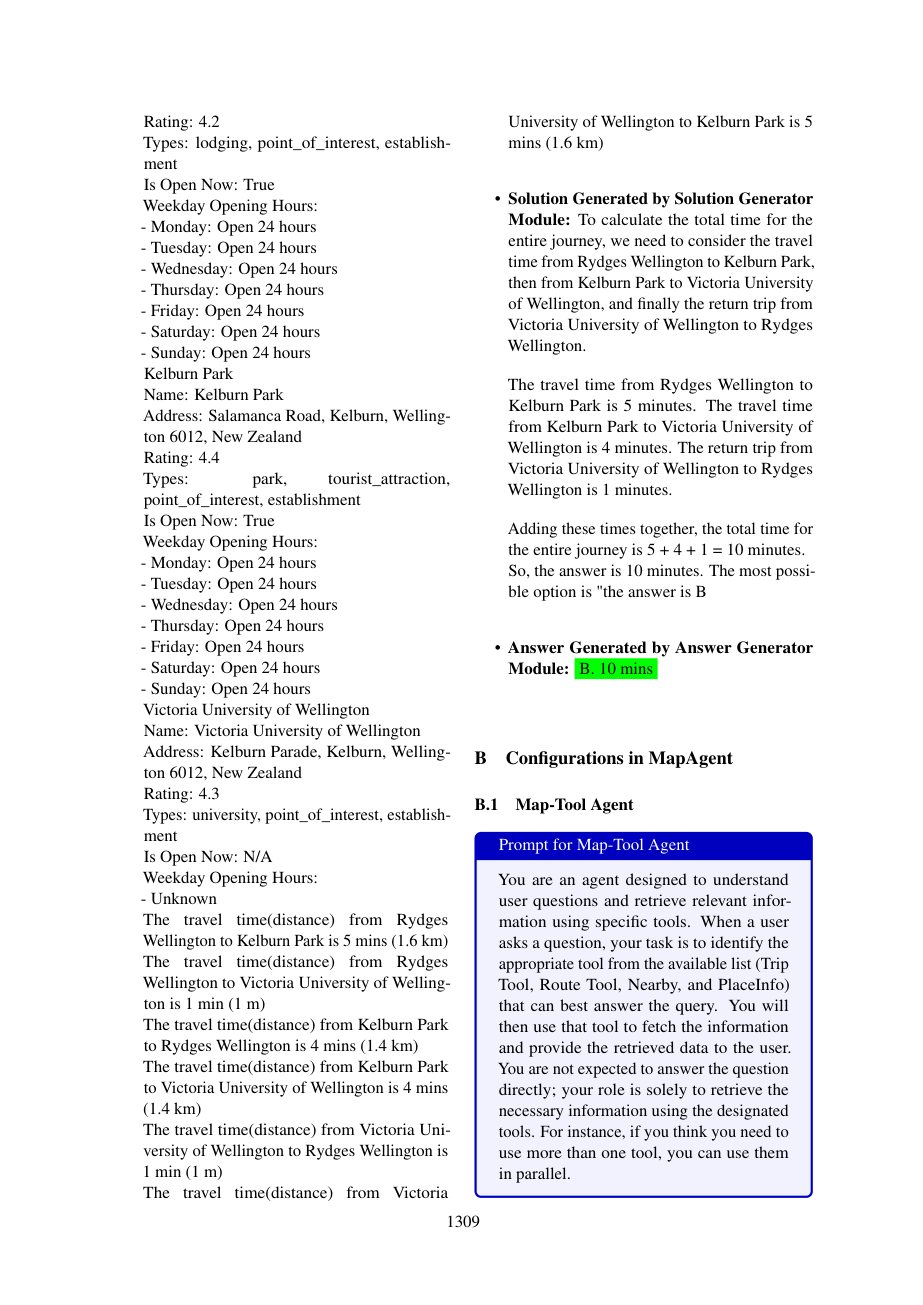 Rating: 4.2
Types: lodging, point_of_interest, establish-
ment
Is Open Now: True
Weekday Opening Hours:
- Monday: Open 24 hours
- Tuesday: Open 24 hours
- Wednesday: Open 24 hours
- Thursday: Open 24 hours
- Friday: Open 24 hours
- Saturday: Open 24 hours
- Sunday: Open 24 hours
Kelburn Park
Name: Kelburn Park
Address: Salamanca Road, Kelburn, Welling-
ton 6012, New Zealand
Rating: 4.4
Types: park, tourist_attraction,
point_of_interest, establishment
Is Open Now: True
Weekday Opening Hours:
- Monday: Open 24 hours
- Tuesday: Open 24 hours
- Wednesday: Open 24 hours
- Thursday: Open 24 hours
- Friday: Open 24 hours
- Saturday: Open 24 hours
- Sunday: Open 24 hours
Victoria University of Wellington
Name: Victoria University of Wellington
Address: Kelburn Parade, Kelburn, Welling-
ton 6012, New Zealand
Rating: 4.3
Types: university, point_of_interest, establish-
ment
Is Open Now: N/A
Weekday Opening Hours:
- Unknown
The travel time(distance) from Rydges
Wellington to Kelburn Park is 5 mins (1.6 km)
The travel time(distance) from Rydges
Wellington to Victoria University of Welling-
ton is 1 min (1 m)
The travel time(distance) from Kelburn Park
to Rydges Wellington is 4 mins (1.4 km)
The travel time(distance) from Kelburn Park
to Victoria University of Wellington is 4 mins
(1.4 km)
The travel time(distance) from Victoria Uni-
versity of Wellington to Rydges Wellington is
1 min (1 m)
The travel time(distance) from Victoria
University of Wellington to Kelburn Park is 5
mins (1.6 km)
• Solution Generated by Solution Generator
Module: To calculate the total time for the
entire journey, we need to consider the travel
time from Rydges Wellington to Kelburn Park,
then from Kelburn Park to Victoria University
of Wellington, and finally the return trip from
Victoria University of Wellington to Rydges
Wellington.
The travel time from Rydges Wellington to
Kelburn Park is 5 minutes. The travel time
from Kelburn Park to Victoria University of
Wellington is 4 minutes. The return trip from
Victoria University of Wellington to Rydges
Wellington is 1 minutes.
Adding these times together, the total time for
the entire journey is 5 + 4 + 1 = 10 minutes.
So, the answer is 10 minutes. The most possi-
ble option is "the answer is B
• Answer Generated by Answer Generator
Module: B. 10 mins
B Configurations in MapAgent
B.1 Map-Tool Agent
Prompt for Map-Tool Agent
You are an agent designed to understand
user questions and retrieve relevant infor-
mation using specific tools. When a user
asks a question, your task is to identify the
appropriate tool from the available list (Trip
Tool, Route Tool, Nearby, and PlaceInfo)
that can best answer the query. You will
then use that tool to fetch the information
and provide the retrieved data to the user.
You are not expected to answer the question
directly; your role is solely to retrieve the
necessary information using the designated
tools. For instance, if you think you need to
use more than one tool, you can use them
in parallel.
1309